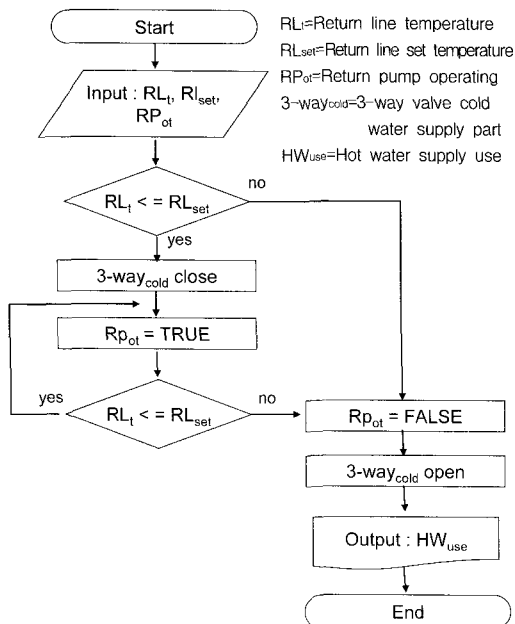 Start
RLt=Return line temperature
RLset=Return line set temperature
RPot=Return pump operating
3-waycold=3-way valve cold
water supply part
HWuse=Hot water supply use
Input : RLt, Rlset,
RPot
RLt < = RLset
no
yes
3-waycold close
Rpot = TRUE
yes
RLt < = RLset
no
Rpot = FALSE
3-waycold open
Output : HWuse
End